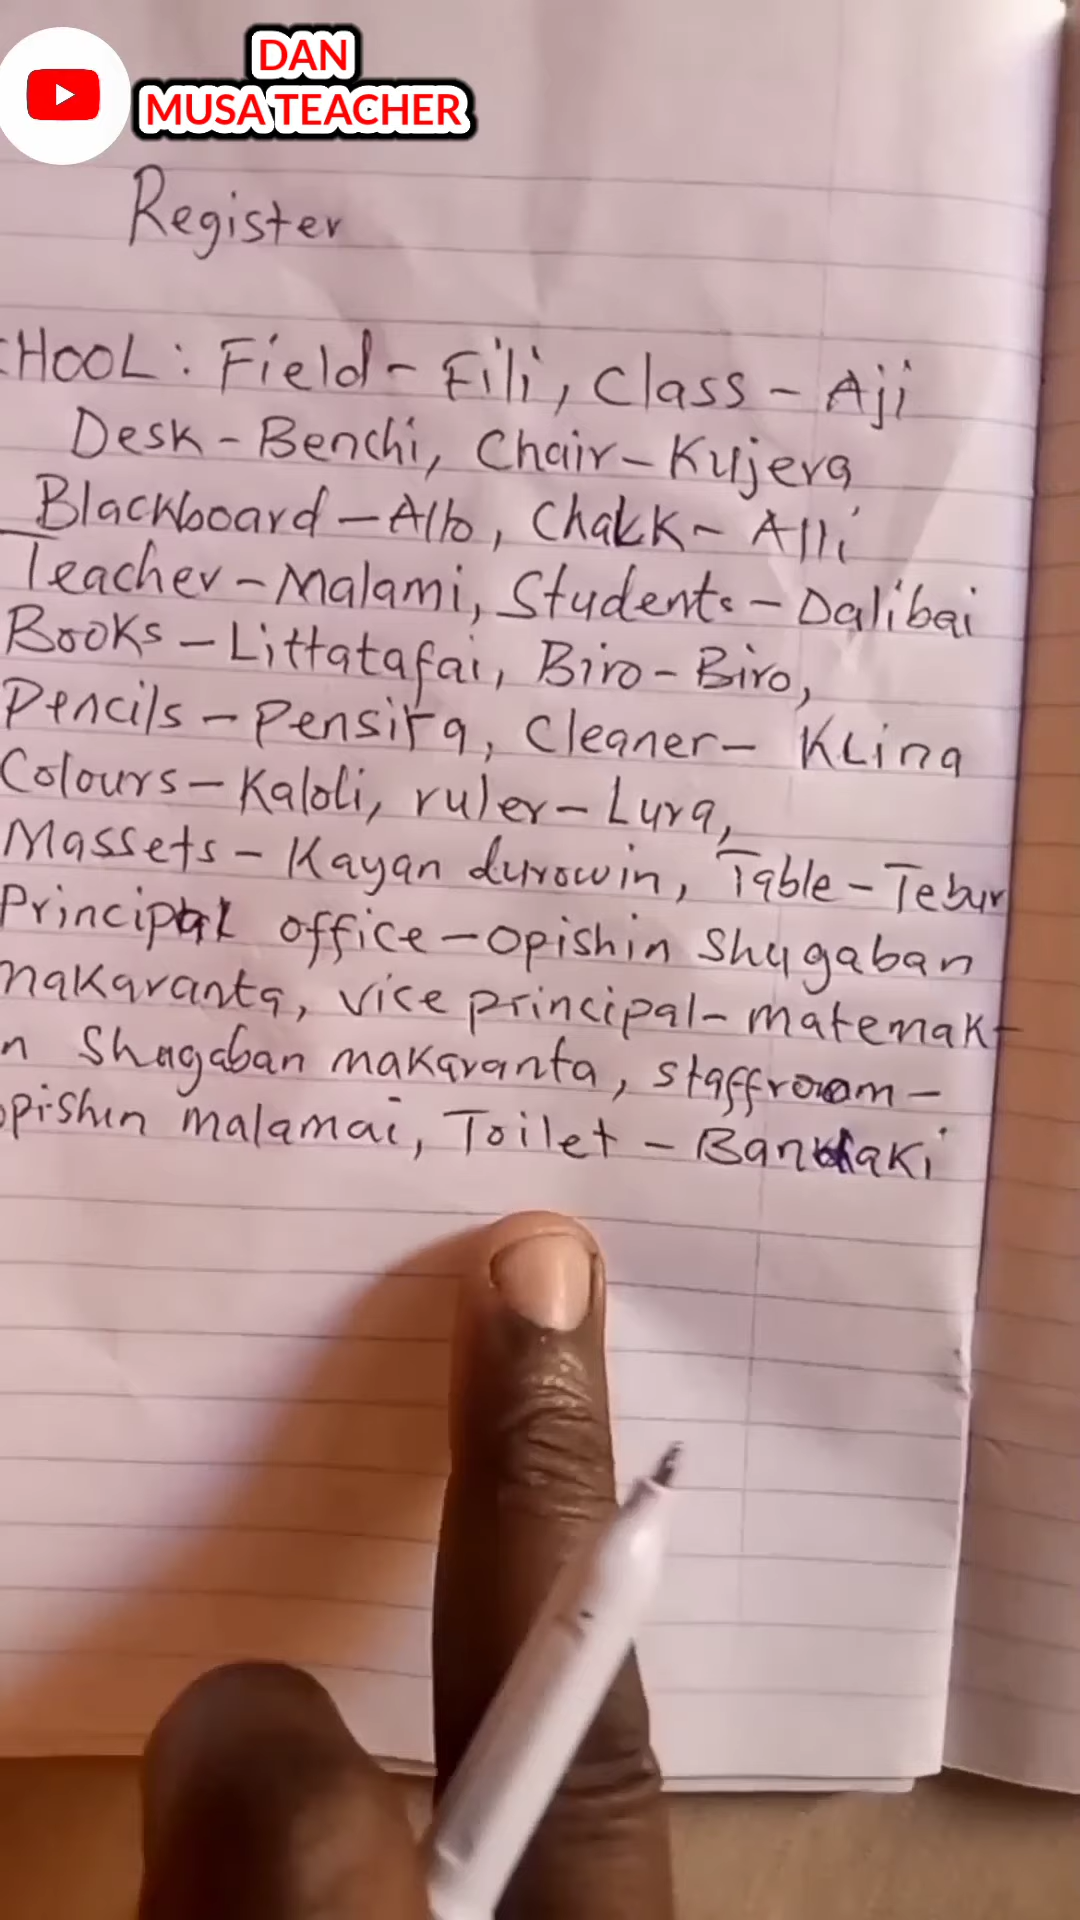 DAN
MUSA TEACHER
Register
CHOOL: Field - Fili, Class - Aji
Desk - Benchi, Chair - Kujera
Blackboard - Allo, Chalk - Alli
Teacher - Malami, Students - Dalibai
Books - Littatafai, Biro - Biro,
Pencils - Pensira, Cleaner - Klina
Colours - Kaloli, ruler - Lura,
Massets - Kayan durowin, Table - Tebur
Principal office - Opishin Shugaban
makaranta, vice principal - matemak-
n Shugaban makaranta, staffroom -
opishin malamai, Toilet - Bandaki